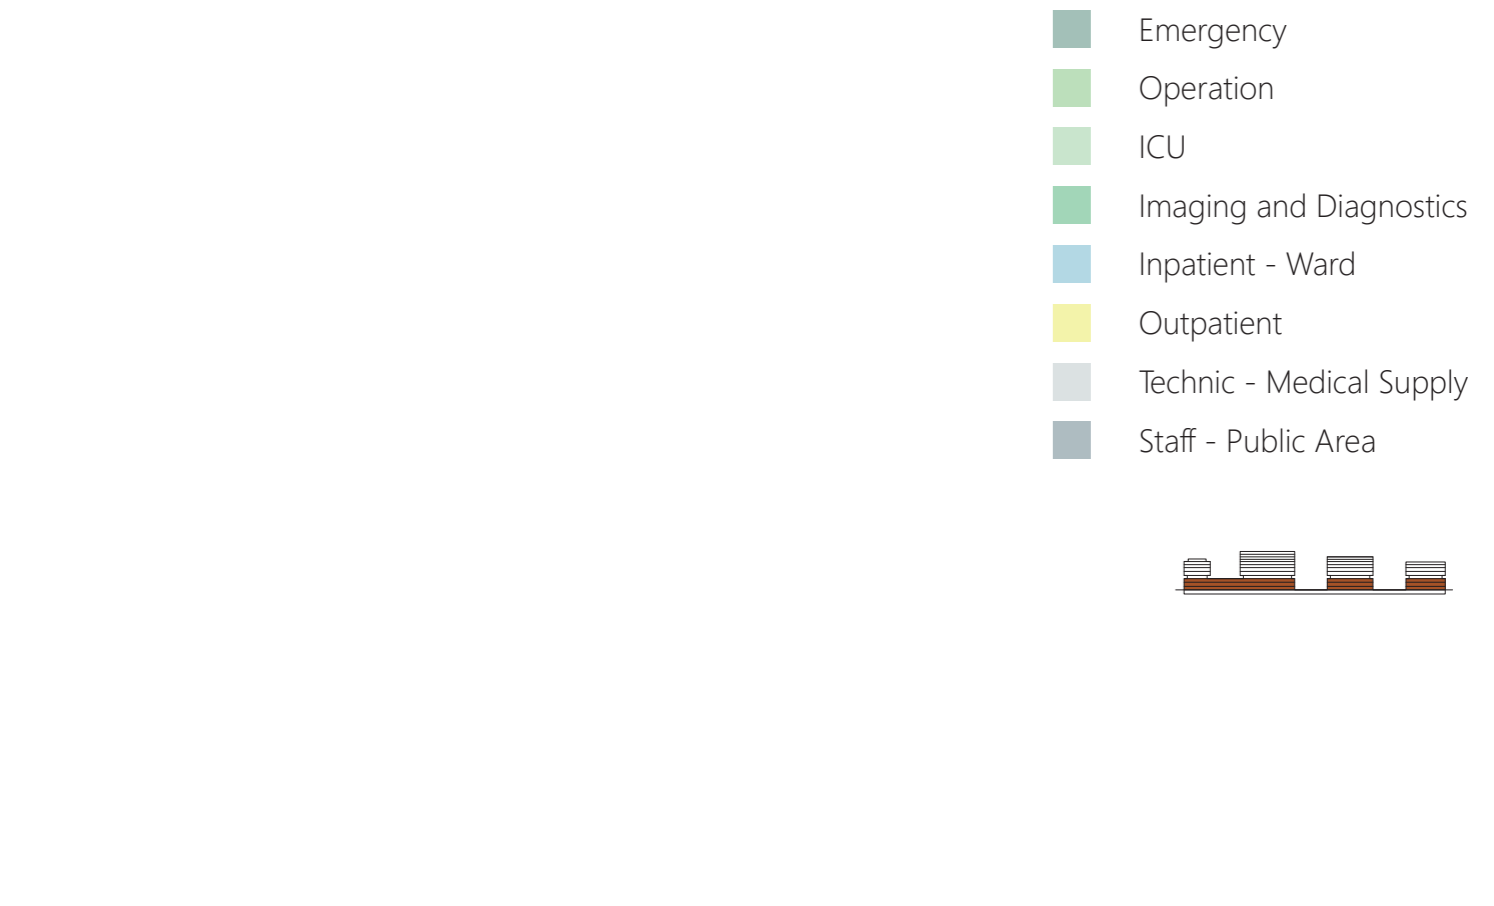 Emergency
Operation
ICU
Imaging and Diagnostics
Inpatient - Ward
Outpatient
Technic - Medical Supply
Staff - Public Area